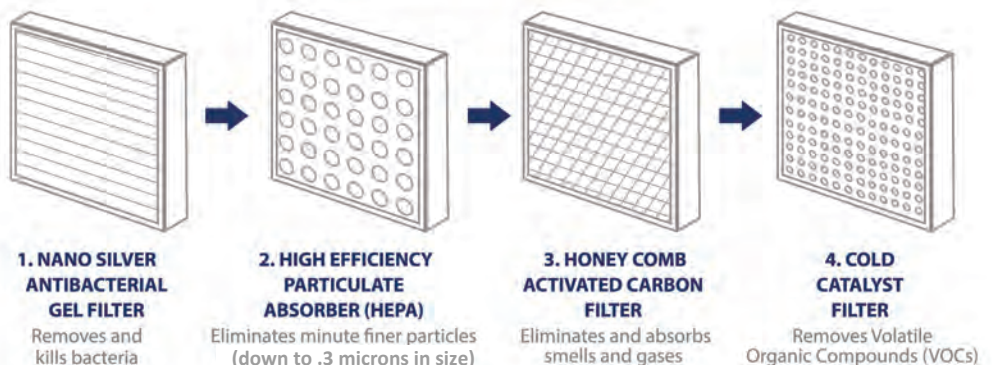 1. NANO SILVER
ANTIBACTERIAL
GEL FILTER
Removes and
kills bacteria
2. HIGH EFFICIENCY
PARTICULATE
ABSORBER (HEPA)
Eliminates minute finer particles
(down to .3 microns in size)
3. HONEY COMB
ACTIVATED CARBON
FILTER
Eliminates and absorbs
smells and gases
4. COLD
CATALYST
FILTER
Removes Volatile
Organic Compounds (VOCs)